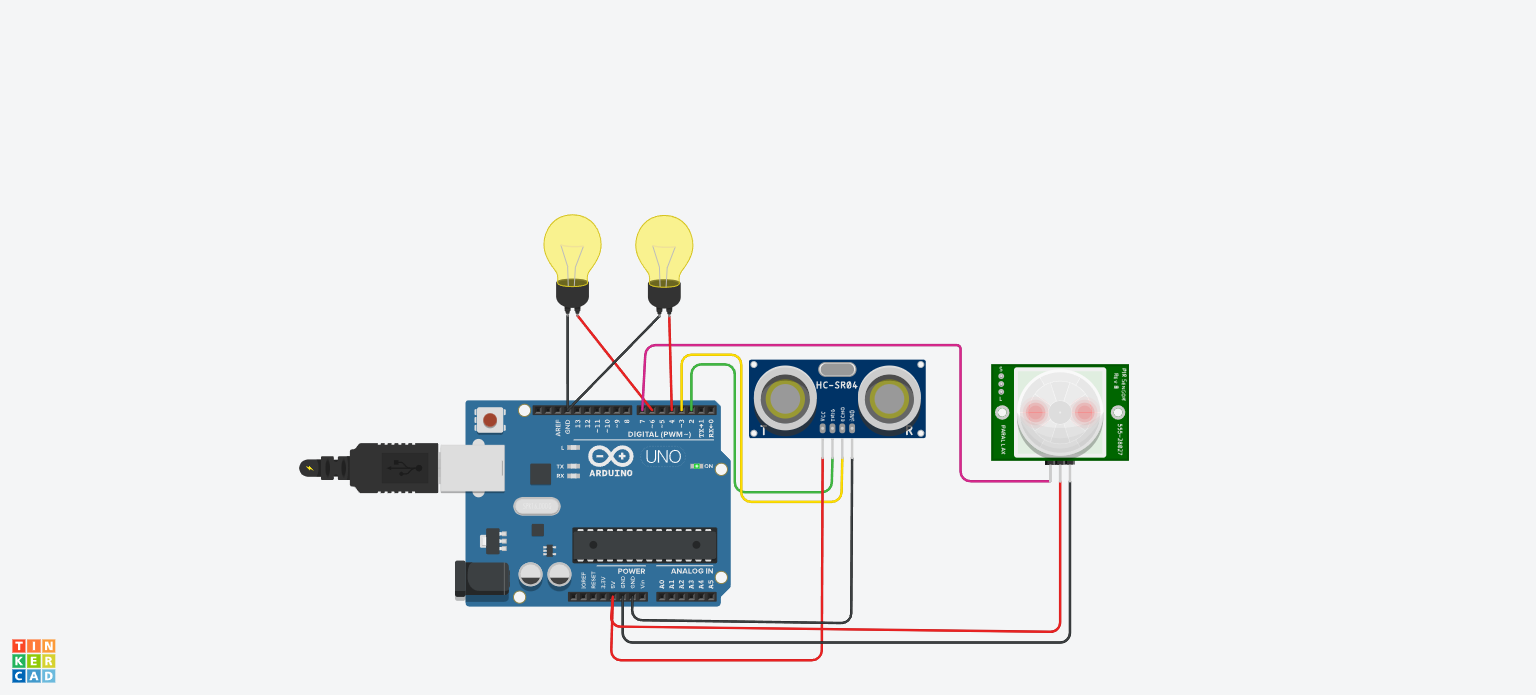 HC-SR04
VCC
TRIG
ECHO
GND
T
R
PIR Sensor
Rev B
555-28027
PARALLAX
AREF
GND
13
12
~11
~10
~9
8
7
~6
~5
4
~3
2
TX→1
RX←0
DIGITAL (PWM~)
L
TX
RX
ARDUINO
UNO
ON
POWER
ANALOG IN
IOREF
RESET
3.3V
5V
GND
GND
Vin
A0
A1
A2
A3
A4
A5
TIN
KER
CAD